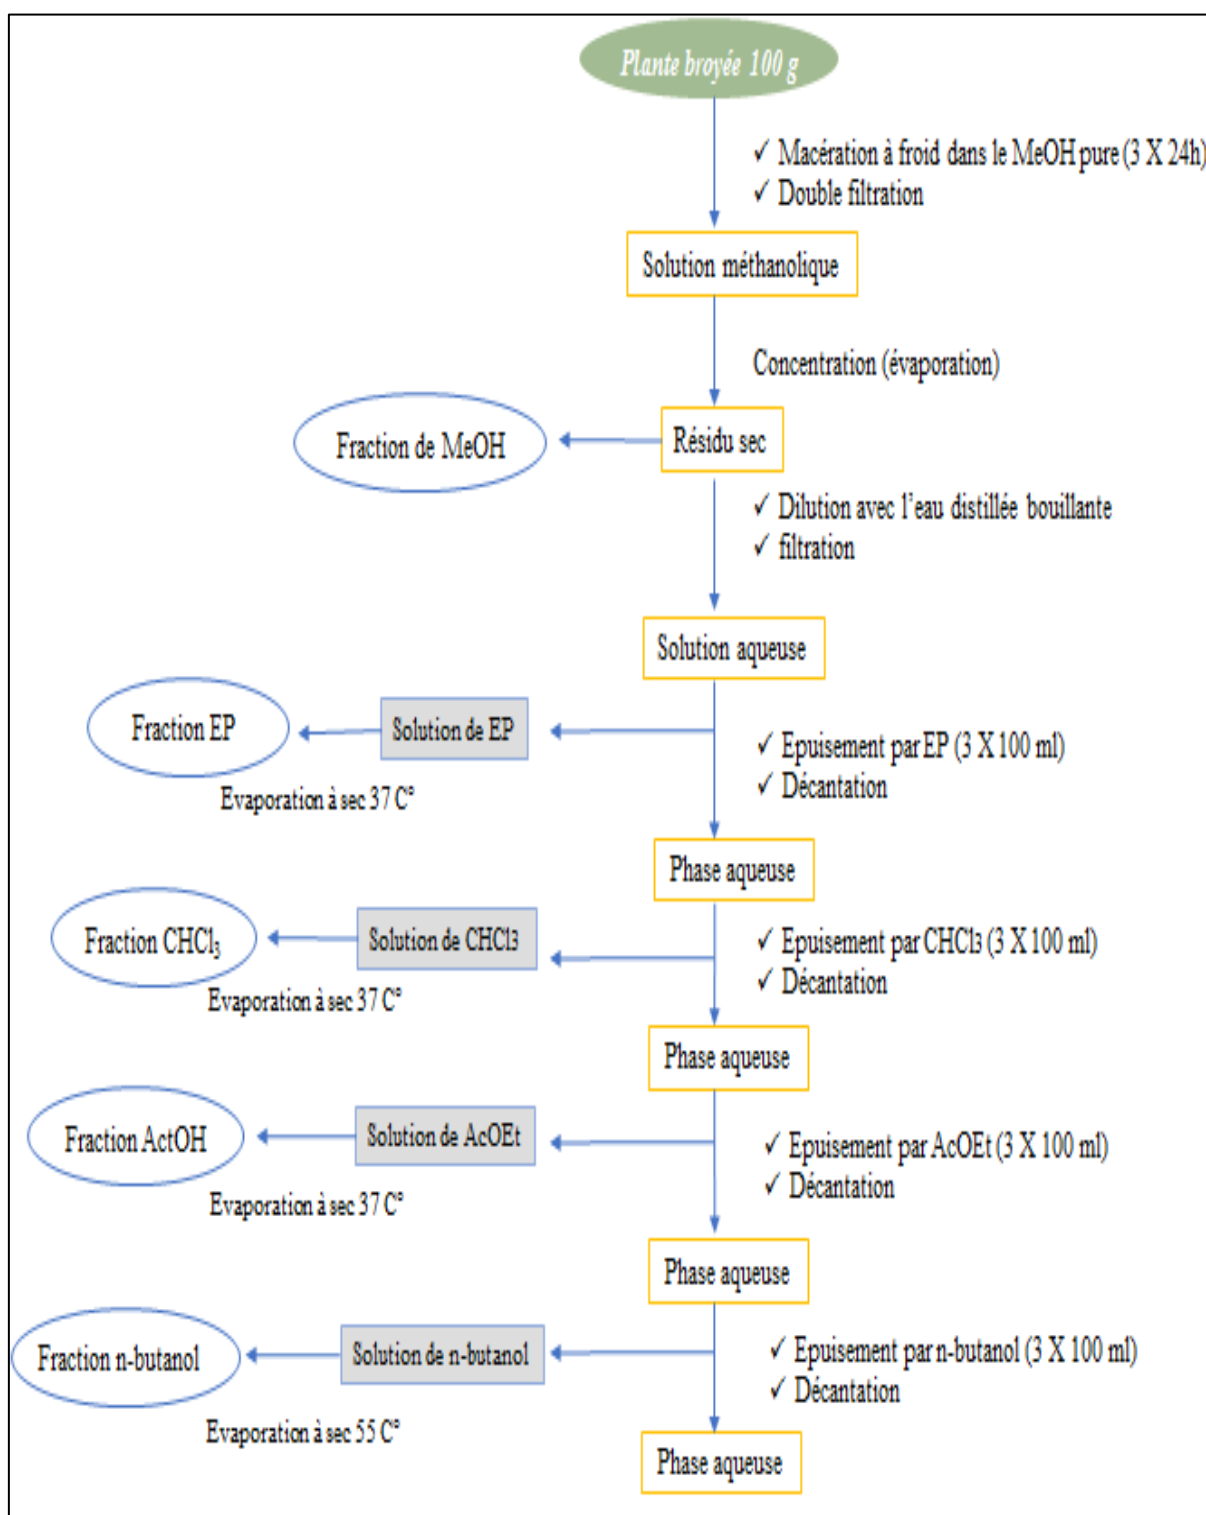 Plante broyée 100 g
✓ Macération à froid dans le MeOH pure (3 X 24h)
✓ Double filtration
Solution méthanolique
Concentration (évaporation)
Fraction de MeOH
Résidu sec
✓ Dilution avec l’eau distillée bouillante
✓ filtration
Solution aqueuse
Fraction EP
Solution de EP
✓ Epuisement par EP (3 X 100 ml)
✓ Décantation
Evaporation à sec 37 C°
Phase aqueuse
Fraction CHCl₃
Solution de CHCl3
✓ Epuisement par CHCl3 (3 X 100 ml)
✓ Décantation
Evaporation à sec 37 C°
Phase aqueuse
Fraction ActOH
Solution de AcOEt
✓ Epuisement par AcOEt (3 X 100 ml)
✓ Décantation
Evaporation à sec 37 C°
Phase aqueuse
Fraction n-butanol
Solution de n-butanol
✓ Epuisement par n-butanol (3 X 100 ml)
✓ Décantation
Evaporation à sec 55 C°
Phase aqueuse